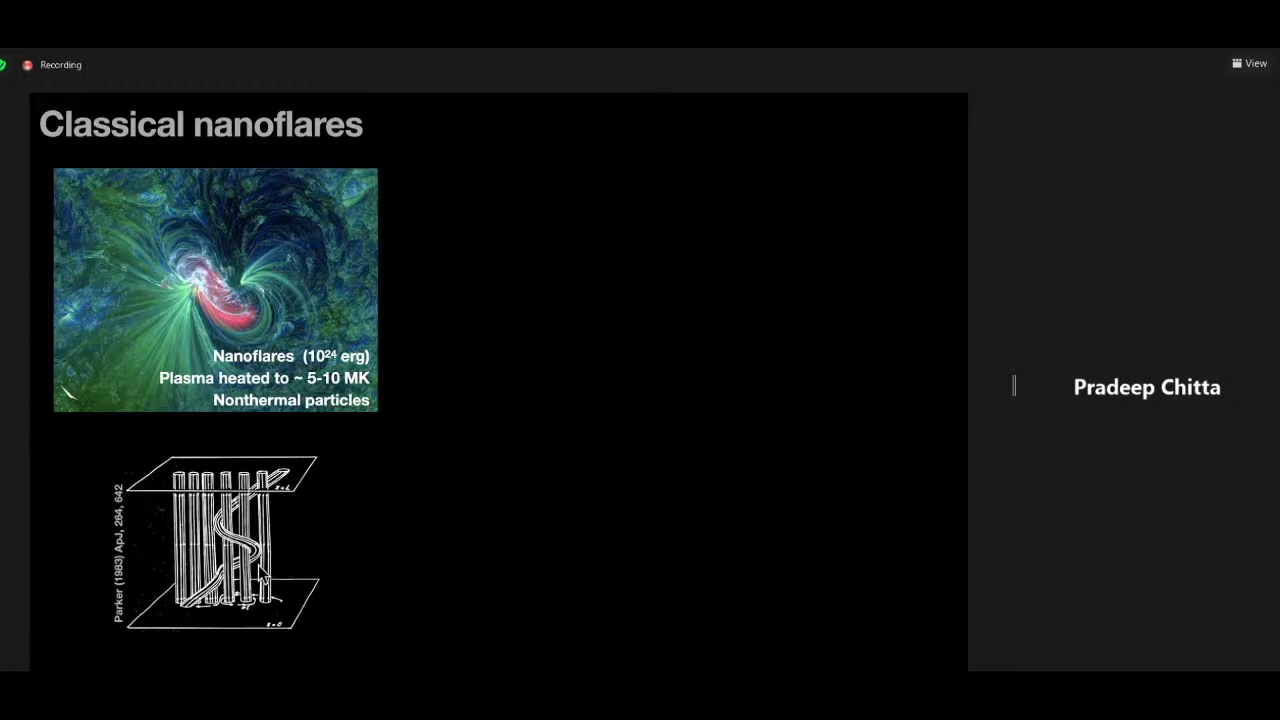 Recording
View
Classical nanoflares
Nanoflares (10²⁴ erg)
Plasma heated to ~ 5-10 MK
Nonthermal particles
Pradeep Chitta
Parker (1983) ApJ, 264, 642
z=L
z=0